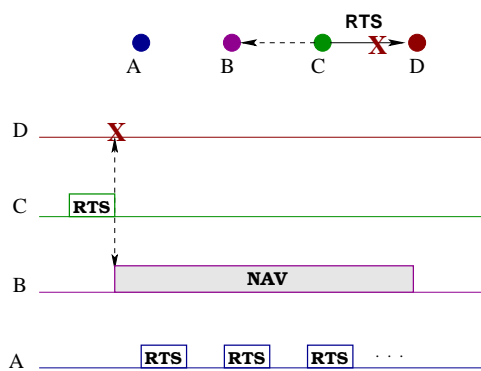 RTS
X
A B C D
D X
C RTS
B NAV
A RTS RTS RTS . . .